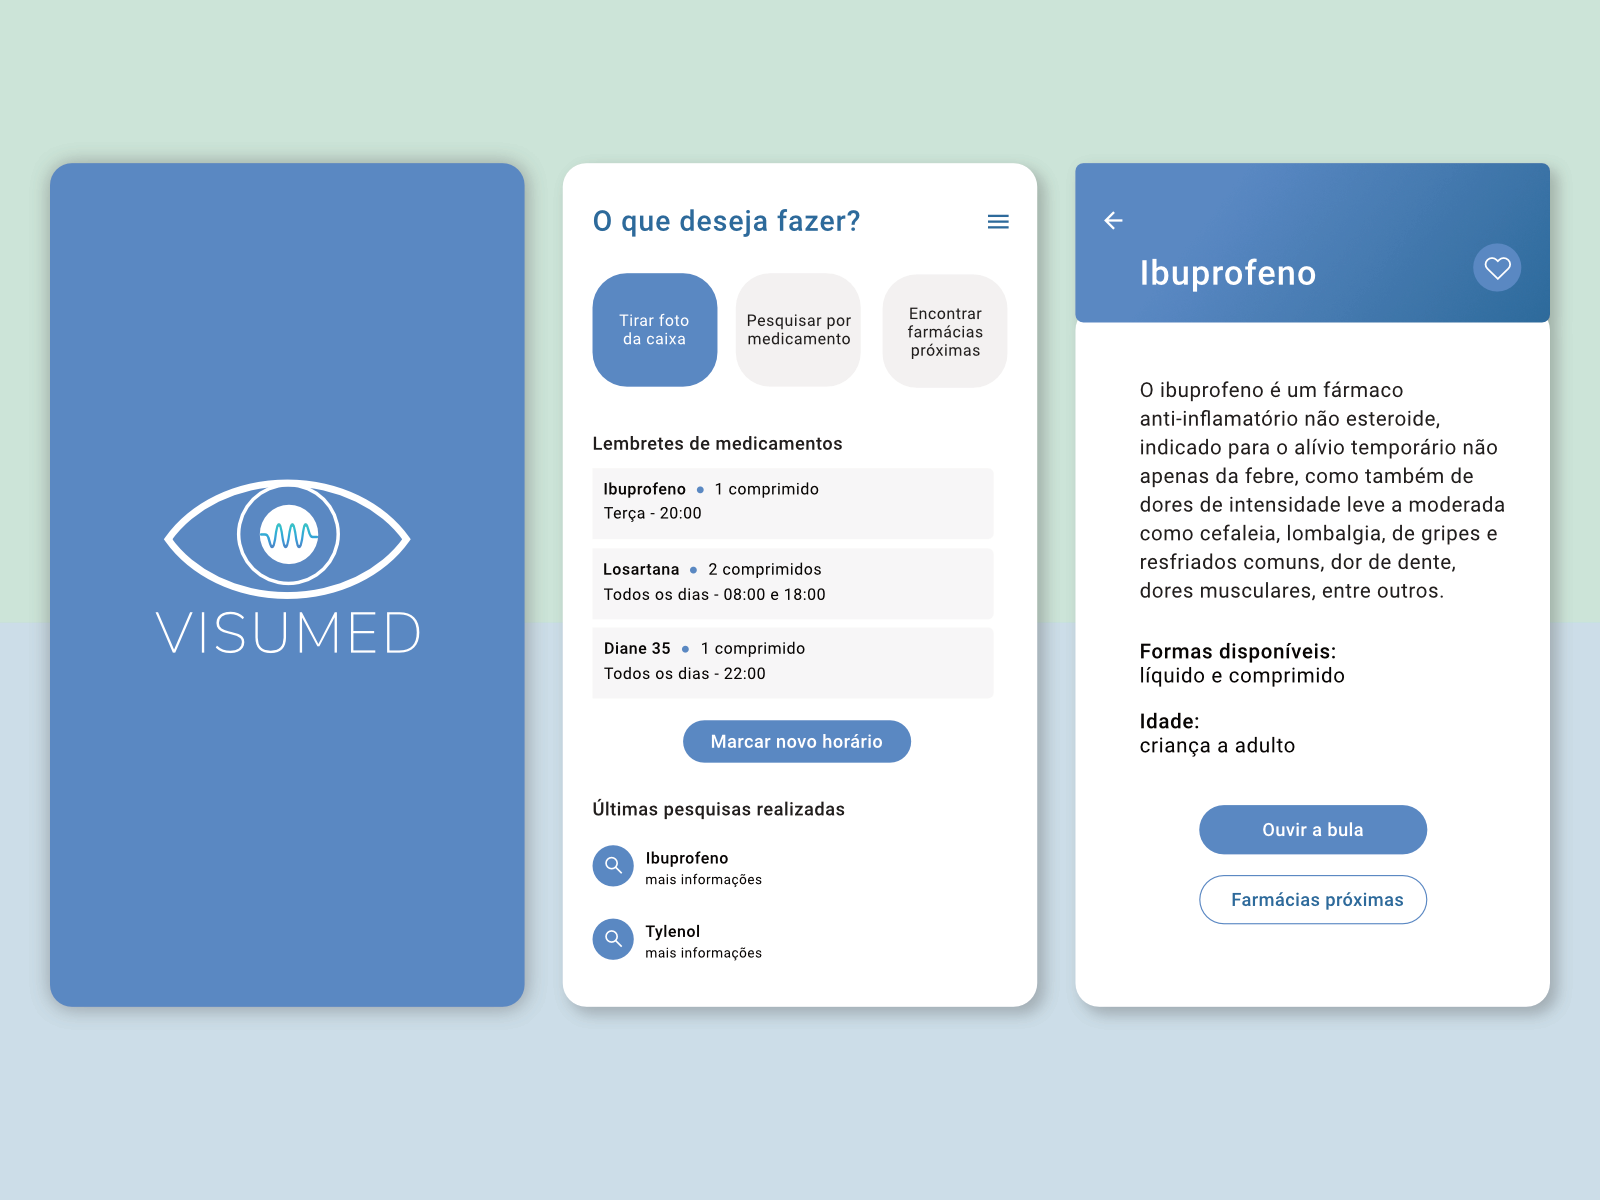 VISUMED
O que deseja fazer?
Tirar foto
da caixa
Pesquisar por
medicamento
Encontrar
farmácias
próximas
Lembretes de medicamentos
Ibuprofeno • 1 comprimido
Terça - 20:00
Losartana • 2 comprimidos
Todos os dias - 08:00 e 18:00
Diane 35 • 1 comprimido
Todos os dias - 22:00
Marcar novo horário
Últimas pesquisas realizadas
Ibuprofeno
mais informações
Tylenol
mais informações
Ibuprofeno
O ibuprofeno é um fármaco
anti-inflamatório não esteroide,
indicado para o alívio temporário não
apenas da febre, como também de
dores de intensidade leve a moderada
como cefaleia, lombalgia, de gripes e
resfriados comuns, dor de dente,
dores musculares, entre outros.
Formas disponíveis:
líquido e comprimido
Idade:
criança a adulto
Ouvir a bula
Farmácias próximas